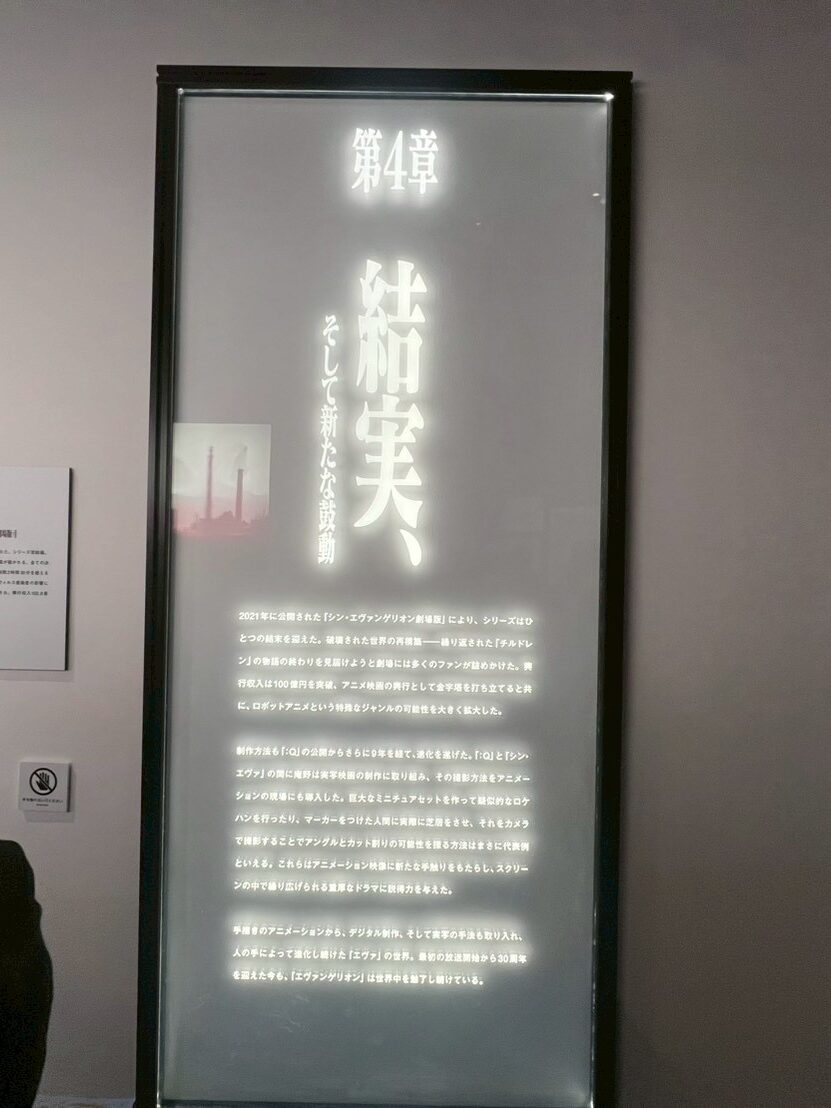 第4章
結実、
そして新たな鼓動
2021年に公開された『シン・エヴァンゲリオン劇場版』により、シリーズはひ
とつの結末を迎えた。破壊された世界の再構築――繰り返された「チルドレ
ン」の物語の終わりを見届けようと劇場には多くのファンが詰めかけた。興
行収入は100億円を突破、アニメ映画の興行として金字塔を打ち立てると共
に、ロボットアニメという特殊なジャンルの可能性を大きく拡大した。
制作方法も『:Q』の公開からさらに9年を経て、進化を遂げた。『:Q』と『シン・
エヴァ』の間に庵野は実写映画の制作に取り組み、その撮影方法をアニメー
ションの現場にも導入した。巨大なミニチュアセットを作って疑似的なロケ
ハンを行ったり、マーカーをつけた人間に実際に芝居をさせ、それをカメラ
で撮影することでアングルとカット割りの可能性を探る方法はまさに代表例
といえる。これらはアニメーション映像に新たな手触りをもたらし、スクリー
ンの中で繰り広げられる重厚なドラマに説得力を与えた。
手描きのアニメーションから、デジタル制作、そして実写の手法も取り入れ、
人の手によって進化し続けた『エヴァ』の世界。最初の放送開始から30周年
を迎えた今も、『エヴァンゲリオン』は世界中を魅了し続けている。